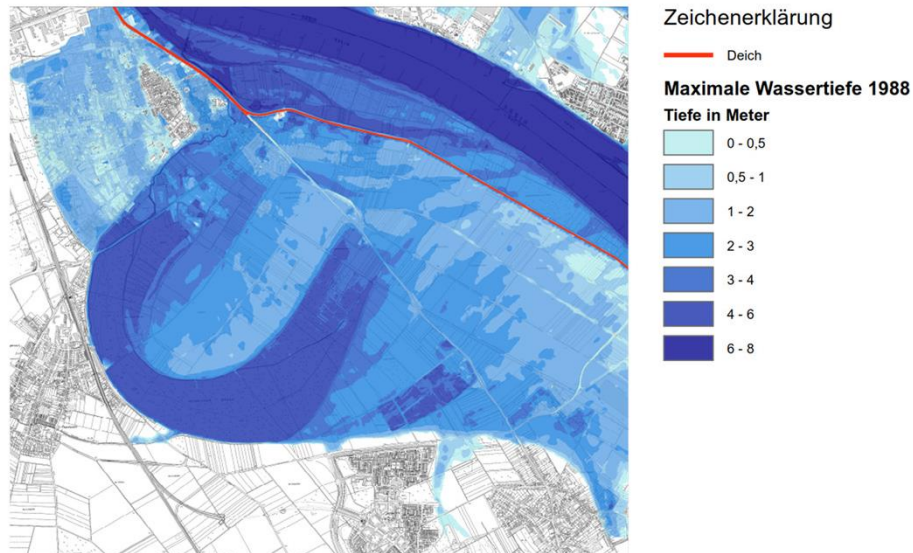 Zeichenerklärung
Deich
Maximale Wassertiefe 1988
Tiefe in Meter
0 - 0,5
0,5 - 1
1 - 2
2 - 3
3 - 4
4 - 6
6 - 8